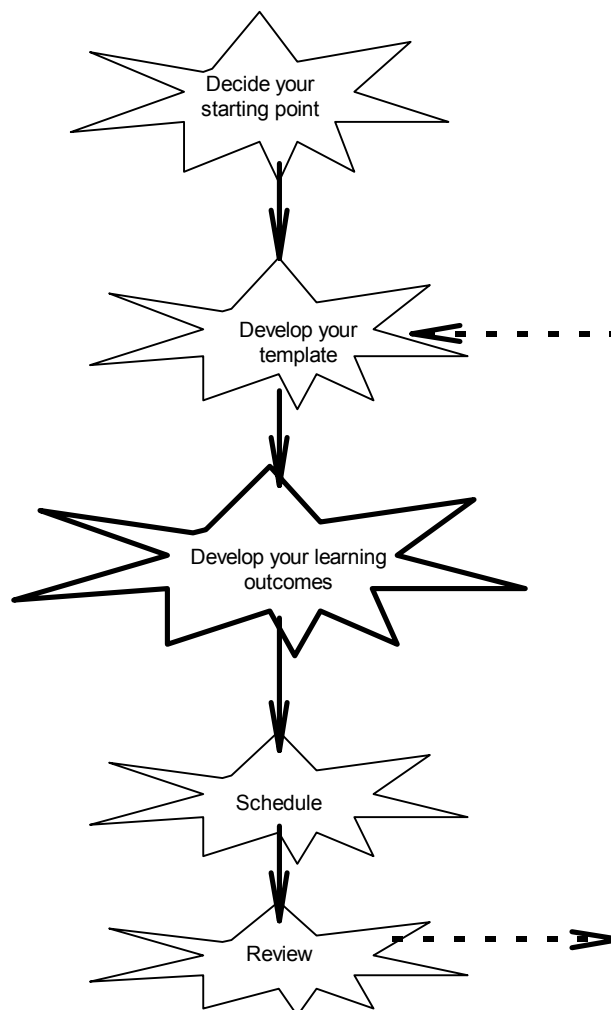 Decide your
starting point
Develop your
template
Develop your learning
outcomes
Schedule
Review